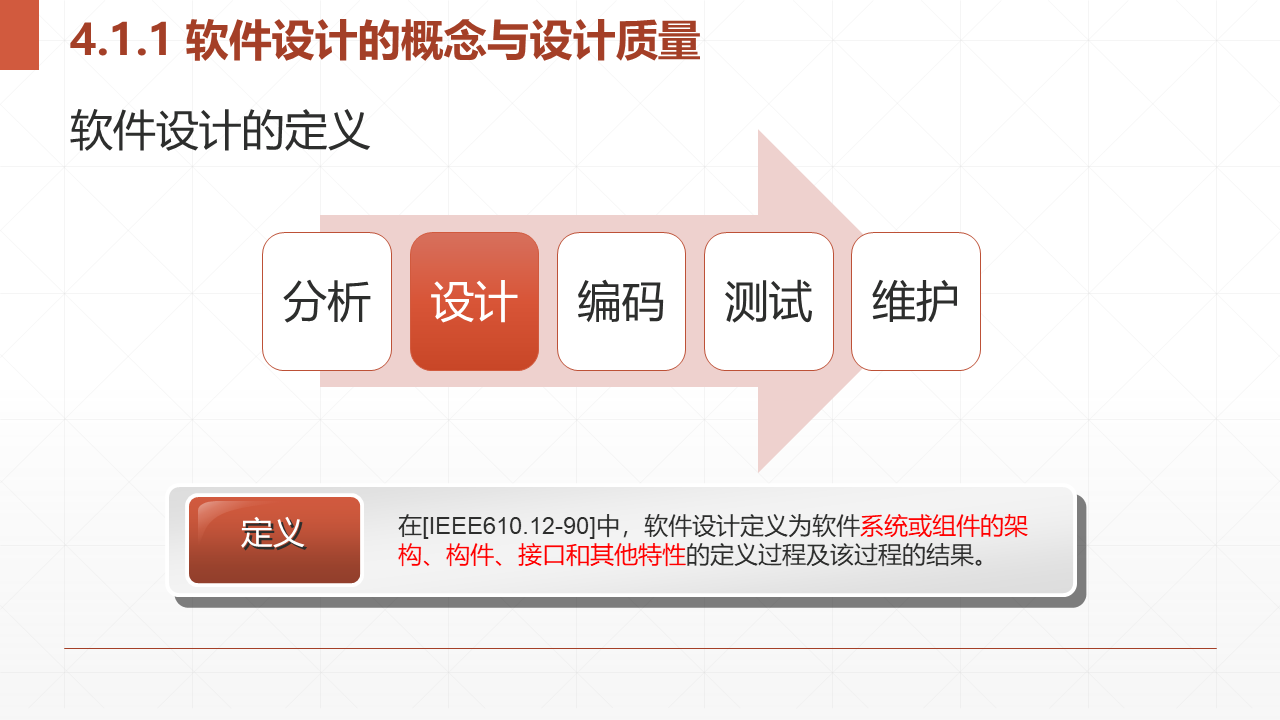 4.1.1 软件设计的概念与设计质量
软件设计的定义
分析
设计
编码
测试
维护
定义
在[IEEE610.12-90]中，软件设计定义为软件系统或组件的架
构、构件、接口和其他特性的定义过程及该过程的结果。